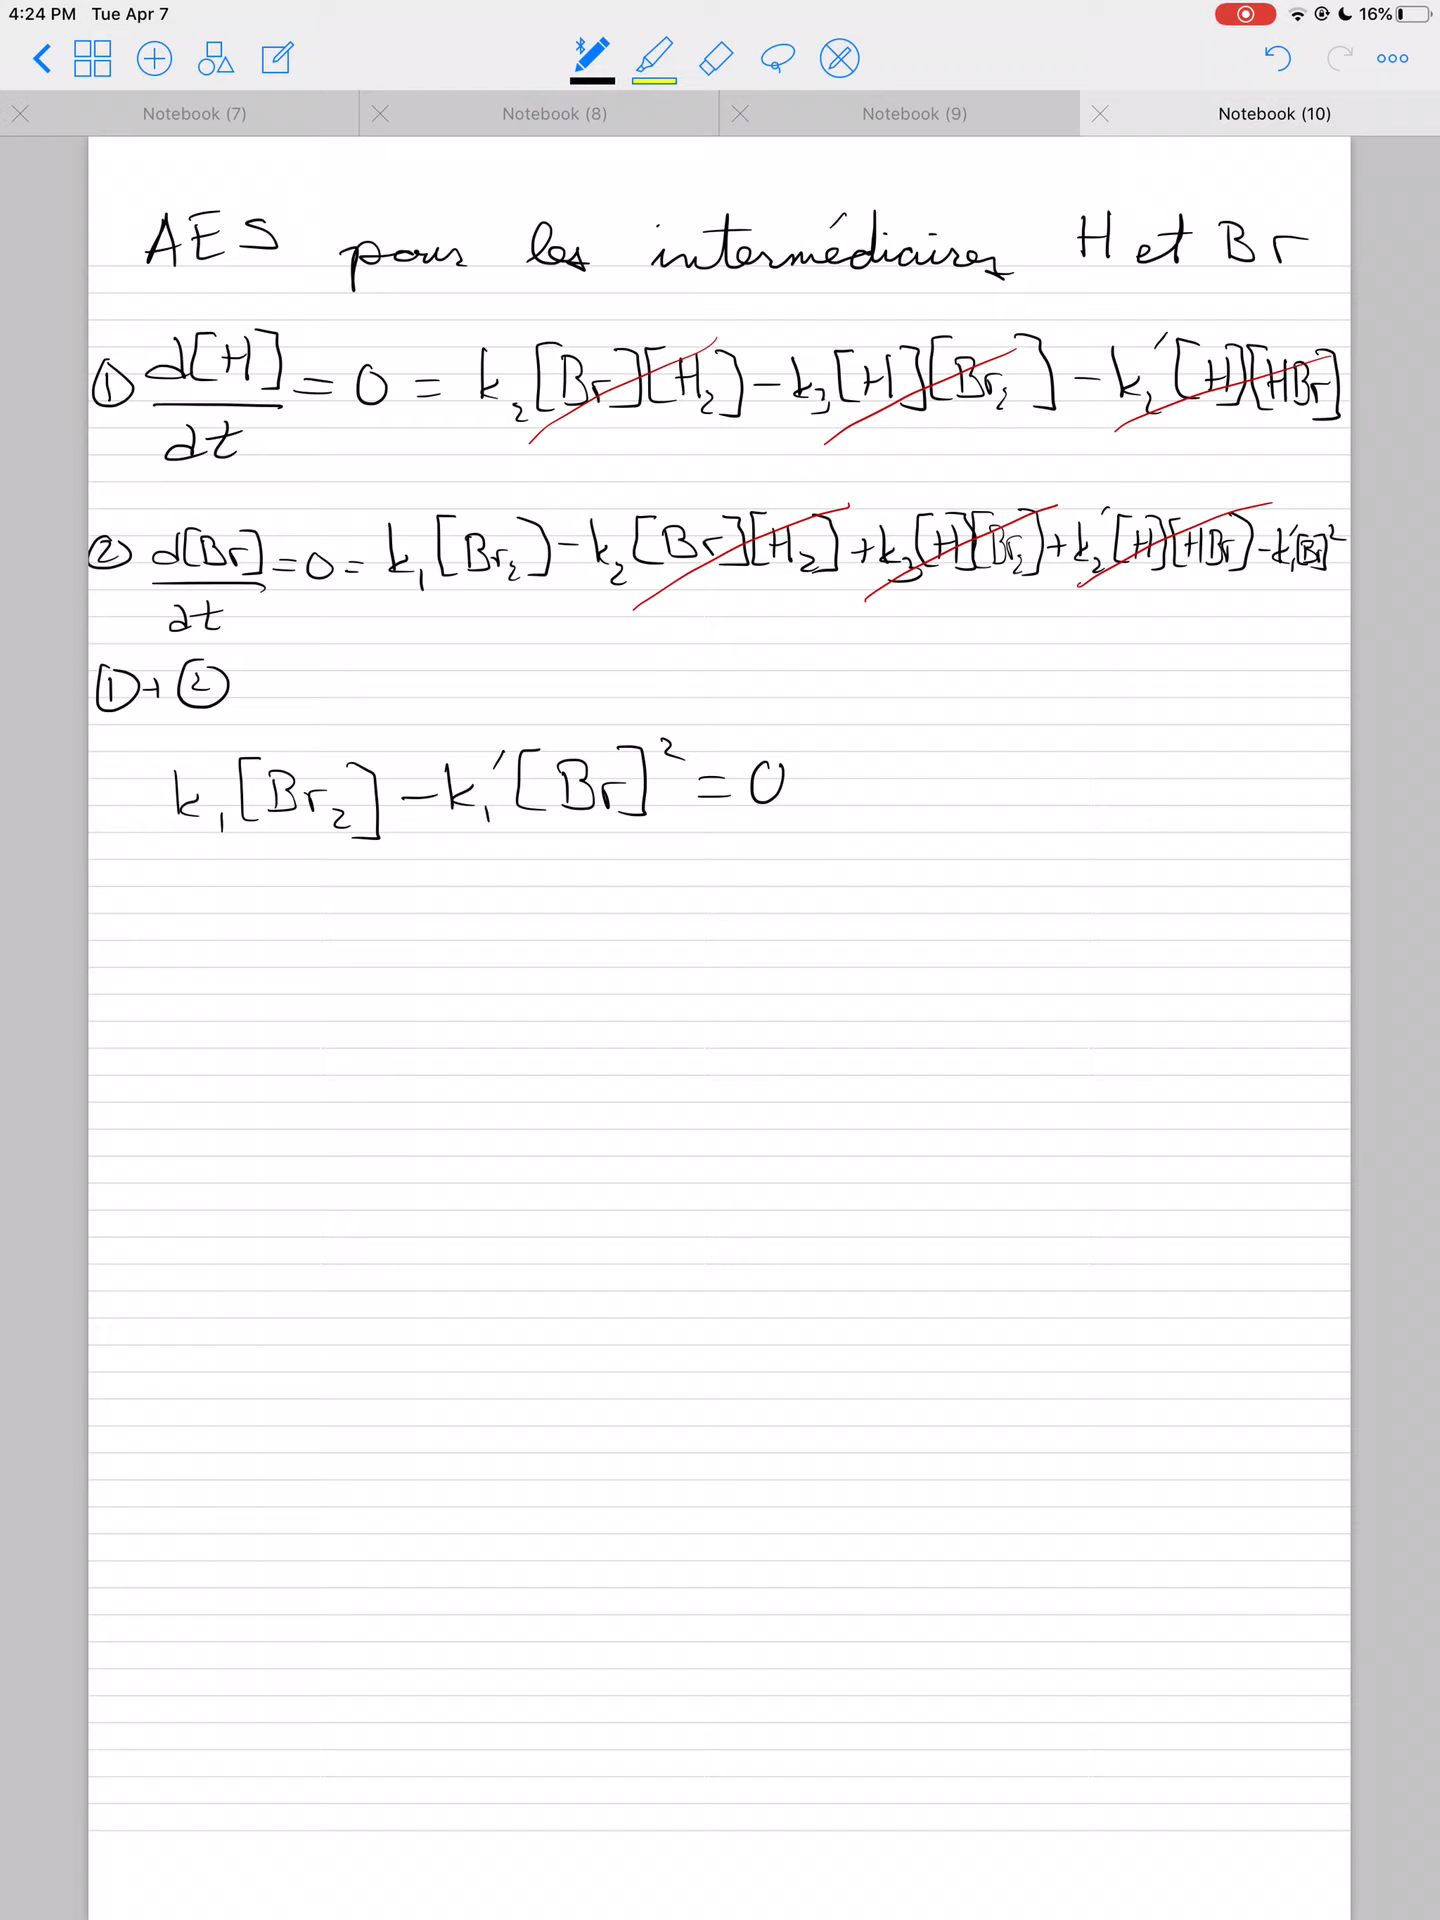 4:24 PM Tue Apr 7 16%
Notebook (7) Notebook (8) Notebook (9) Notebook (10)
AES pour les intermédiaires H et Br
① d[H]/dt = 0 = k₂[Br][H₂] - k₃[H][Br₂] - k₂'[H][HBr]
② d[Br]/dt = 0 = k₁[Br₂] - k₂[Br][H₂] + k₃[H][Br₂] + k₂'[H][HBr] - k₁'[Br]²
① + ②
k₁[Br₂] - k₁'[Br]² = 0